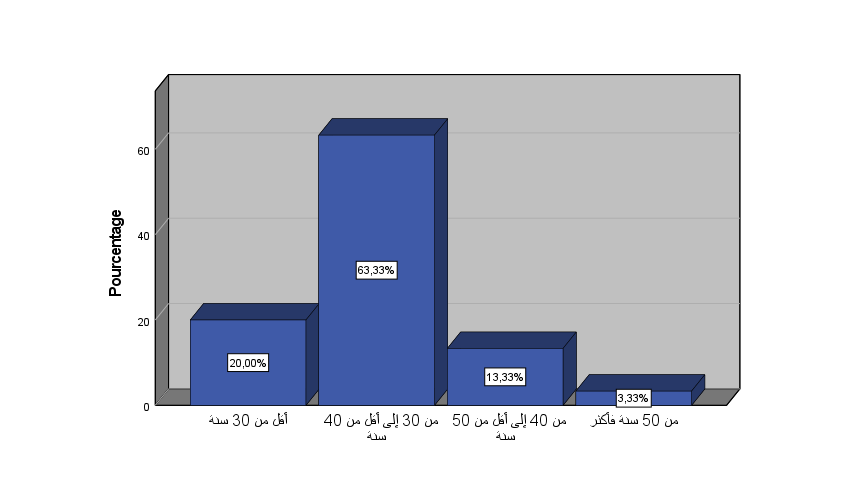 Pourcentage
60
40
20
0
20,00%
63,33%
13,33%
3,33%
أقل من 30 سنة
من 30 إلى أقل من 40
سنة
من 40 إلى أقل من 50
سنة
من 50 سنة فأكثر